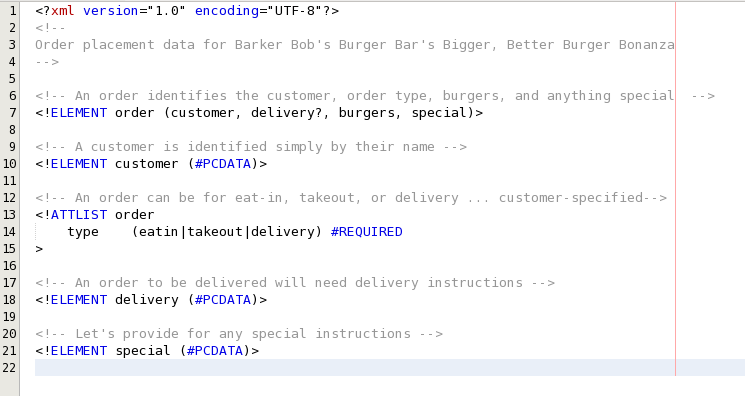 1 <?xml version="1.0" encoding="UTF-8"?>
2 <!--
3 Order placement data for Barker Bob's Burger Bar's Bigger, Better Burger Bonanza
4 -->
5
6 <!-- An order identifies the customer, order type, burgers, and anything special  -->
7 <!ELEMENT order (customer, delivery?, burgers, special)>
8
9 <!-- A customer is identified simply by their name -->
10 <!ELEMENT customer (#PCDATA)>
11
12 <!-- An order can be for eat-in, takeout, or delivery ... customer-specified-->
13 <!ATTLIST order
14     type    (eatin|takeout|delivery) #REQUIRED
15 >
16
17 <!-- An order to be delivered will need delivery instructions -->
18 <!ELEMENT delivery (#PCDATA)>
19
20 <!-- Let's provide for any special instructions -->
21 <!ELEMENT special (#PCDATA)>
22